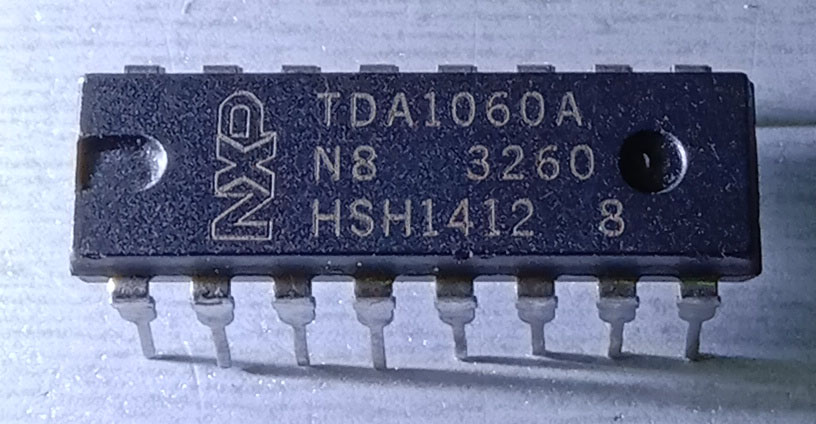 NXP
TDA1060A
N8 3260
HSH1412 8